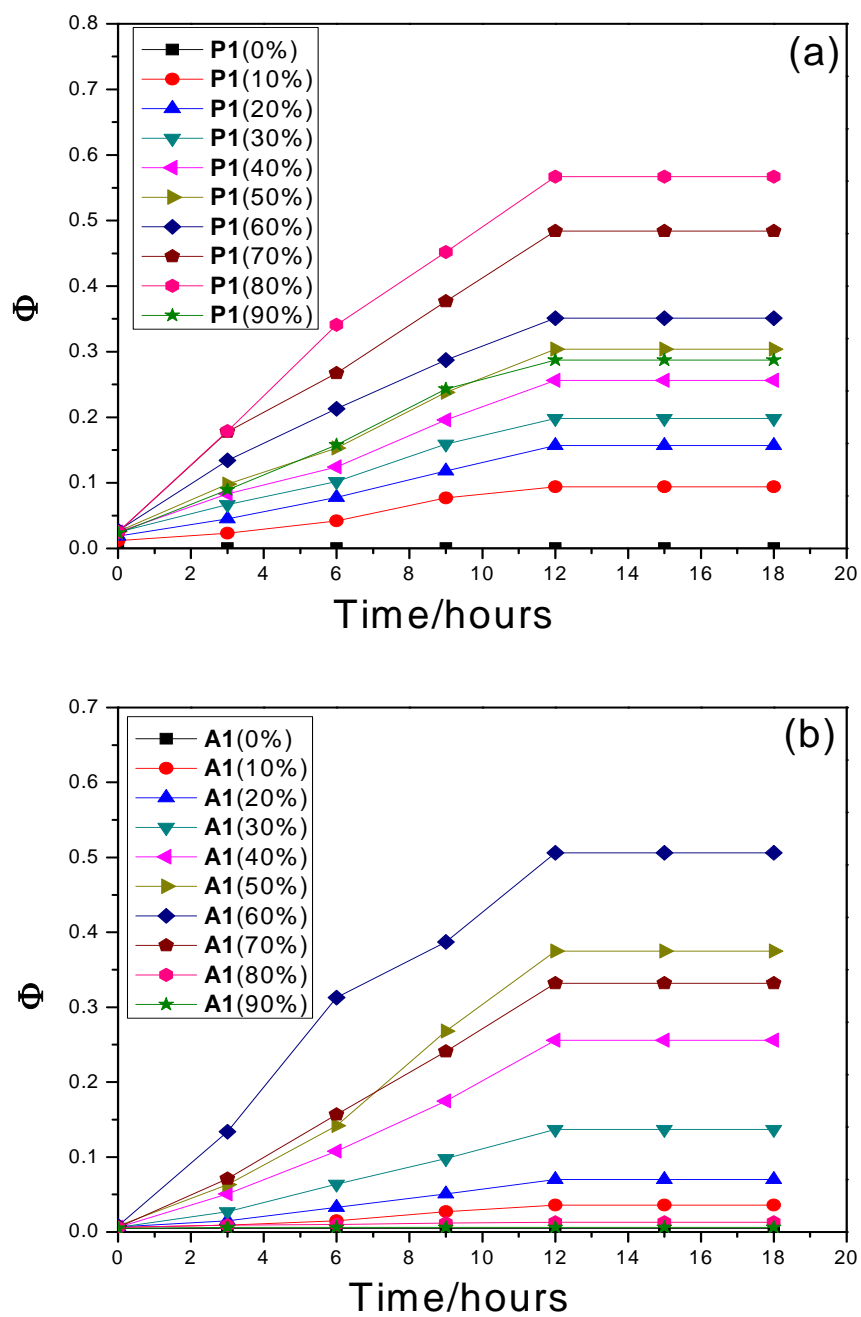 0.8
0.7
0.6
0.5
0.4
0.3
0.2
0.1
0.0
Φ
P1(0%)
P1(10%)
P1(20%)
P1(30%)
P1(40%)
P1(50%)
P1(60%)
P1(70%)
P1(80%)
P1(90%)
(a)
0 2 4 6 8 10 12 14 16 18 20
Time/hours
0.7
0.6
0.5
0.4
0.3
0.2
0.1
0.0
Φ
A1(0%)
A1(10%)
A1(20%)
A1(30%)
A1(40%)
A1(50%)
A1(60%)
A1(70%)
A1(80%)
A1(90%)
(b)
0 2 4 6 8 10 12 14 16 18 20
Time/hours